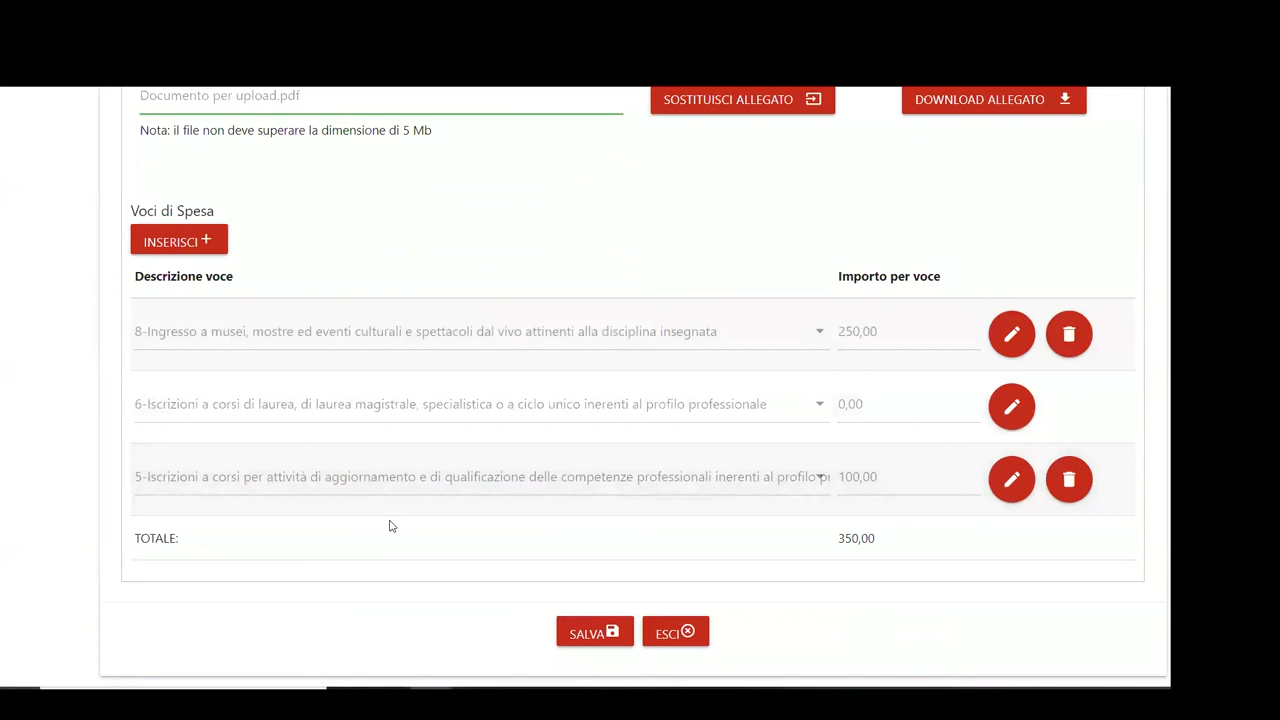 Documento per upload.pdf
SOSTITUISCI ALLEGATO
DOWNLOAD ALLEGATO
Nota: il file non deve superare la dimensione di 5 Mb
Voci di Spesa
INSERISCI +
Descrizione voce
Importo per voce
8-Ingresso a musei, mostre ed eventi culturali e spettacoli dal vivo attinenti alla disciplina insegnata
250,00
6-Iscrizioni a corsi di laurea, di laurea magistrale, specialistica o a ciclo unico inerenti al profilo professionale
0,00
5-Iscrizioni a corsi per attività di aggiornamento e di qualificazione delle competenze professionali inerenti al profilo pr
100,00
TOTALE:
350,00
SALVA
ESCI